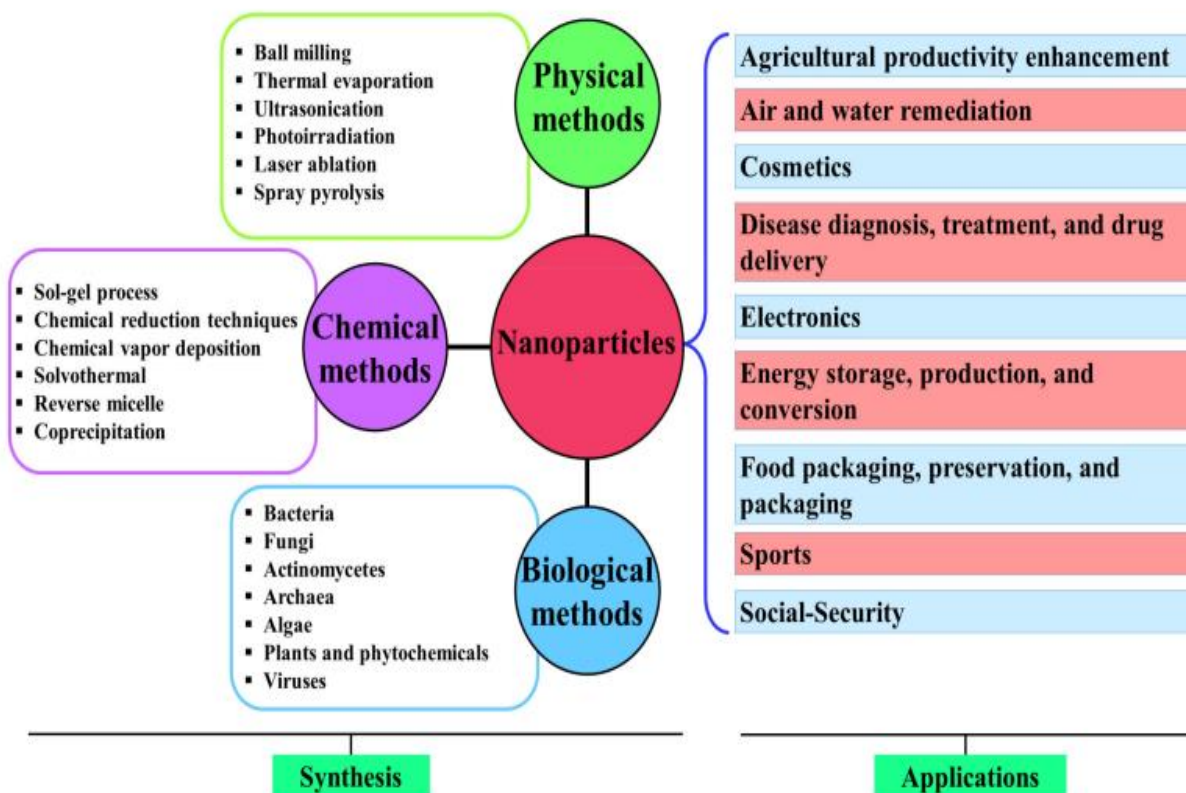 Ball milling
Thermal evaporation
Ultrasonication
Photoirradiation
Laser ablation
Spray pyrolysis
Physical
methods
Sol-gel process
Chemical reduction techniques
Chemical vapor deposition
Solvothermal
Reverse micelle
Coprecipitation
Chemical
methods
Nanoparticles
Bacteria
Fungi
Actinomycetes
Archaea
Algae
Plants and phytochemicals
Viruses
Biological
methods
Synthesis
Agricultural productivity enhancement
Air and water remediation
Cosmetics
Disease diagnosis, treatment, and drug
delivery
Electronics
Energy storage, production, and
conversion
Food packaging, preservation, and
packaging
Sports
Social-Security
Applications